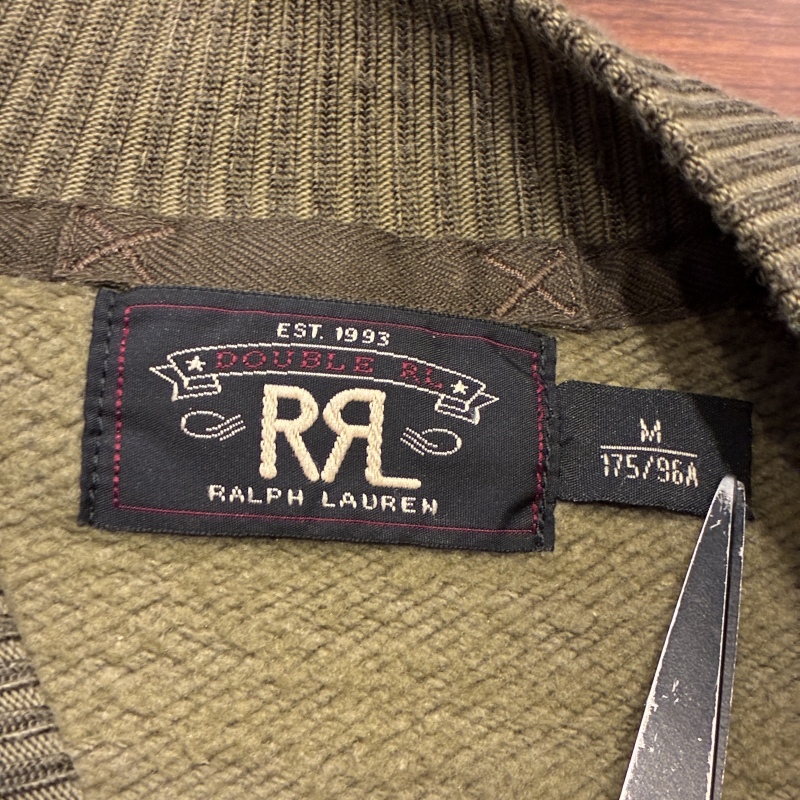 EST. 1993
DOUBLE RL
RRL
RALPH LAUREN
M
175/96A